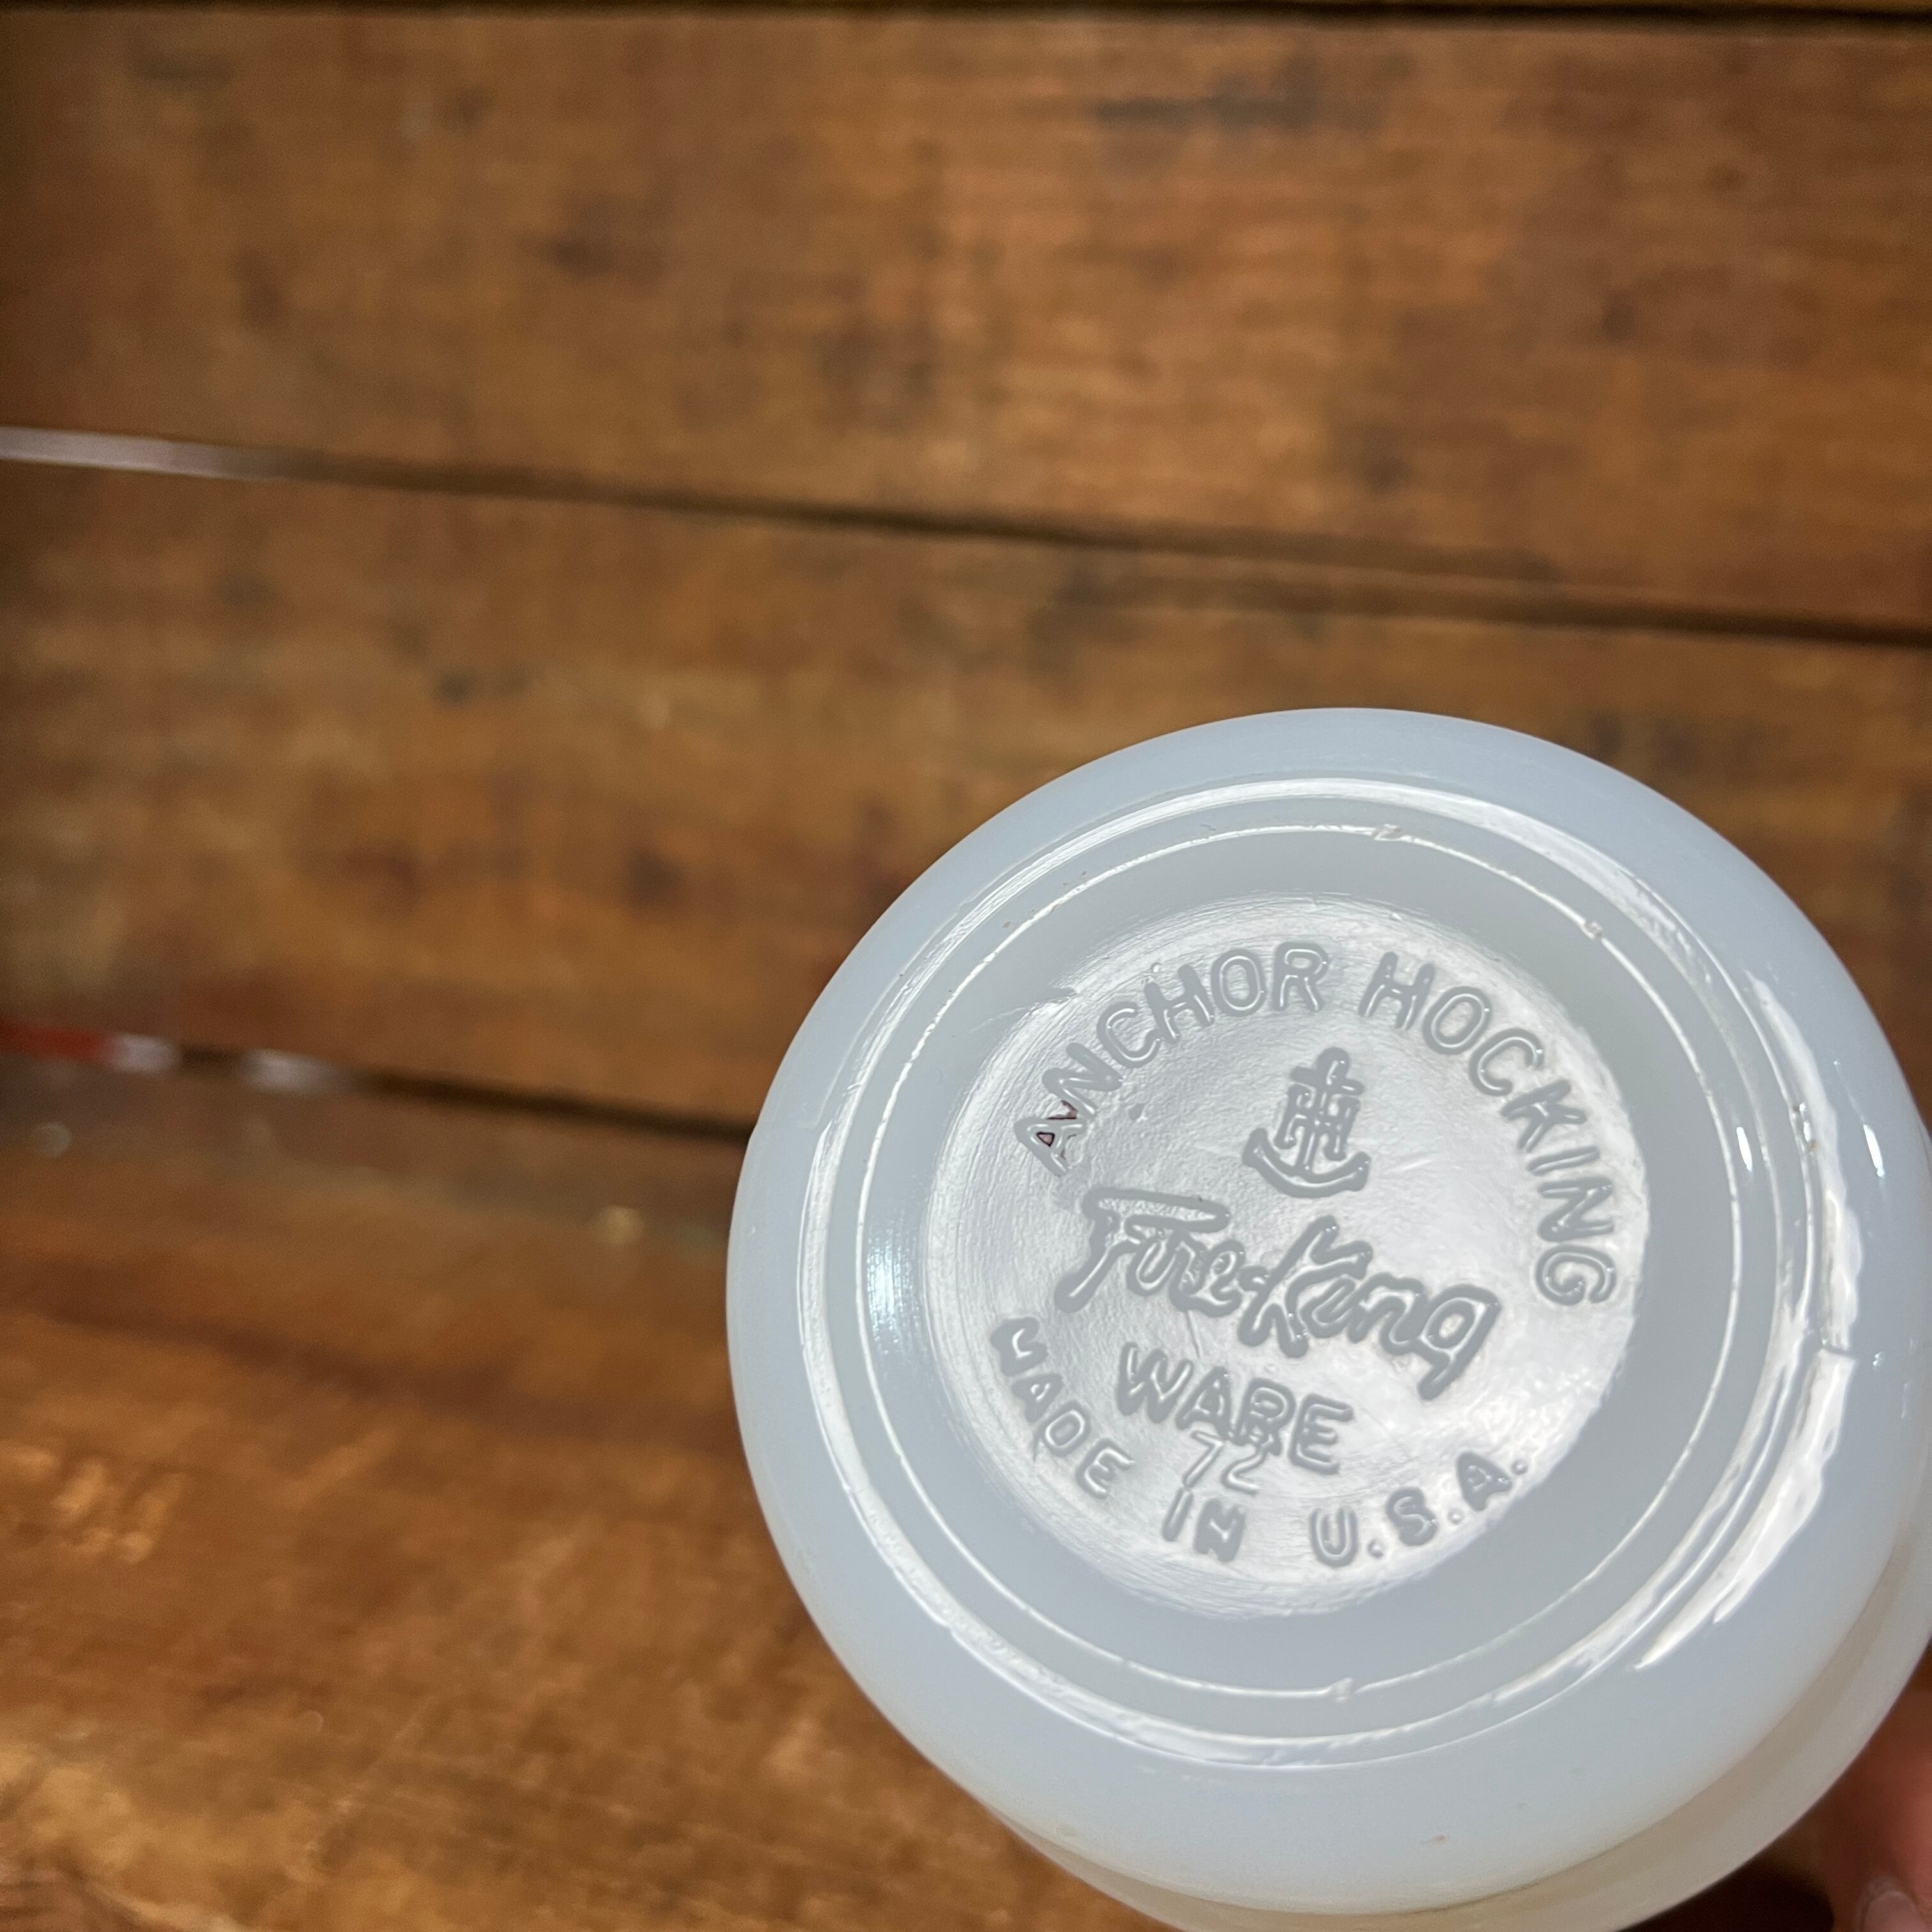 ANCHOR HOCKING
H
Fire-King
WARE
72
MADE IN U.S.A.